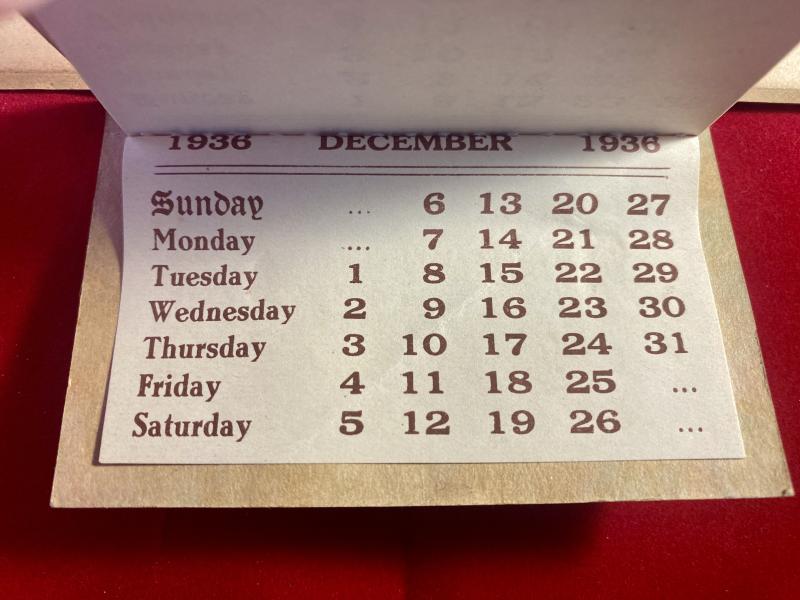 1936 DECEMBER 1936
Sunday ... 6 13 20 27
Monday .... 7 14 21 28
Tuesday 1 8 15 22 29
Wednesday 2 9 16 23 30
Thursday 3 10 17 24 31
Friday 4 11 18 25 ...
Saturday 5 12 19 26 ...